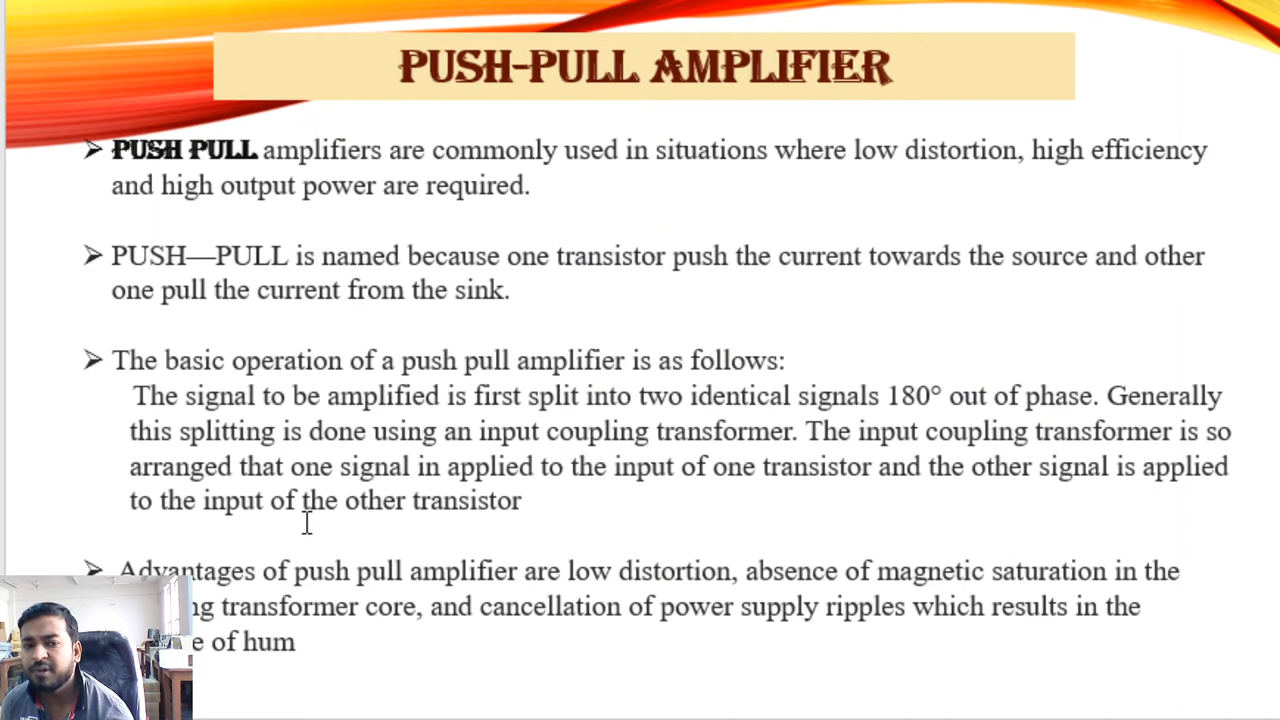 PUSH-PULL AMPLIFIER
➢ PUSH PULL amplifiers are commonly used in situations where low distortion, high efficiency
and high output power are required.
➢ PUSH—PULL is named because one transistor push the current towards the source and other
one pull the current from the sink.
➢ The basic operation of a push pull amplifier is as follows:
The signal to be amplified is first split into two identical signals 180° out of phase. Generally
this splitting is done using an input coupling transformer. The input coupling transformer is so
arranged that one signal in applied to the input of one transistor and the other signal is applied
to the input of the other transistor
➢ Advantages of push pull amplifier are low distortion, absence of magnetic saturation in the
transformer core, and cancellation of power supply ripples which results in the
of hum